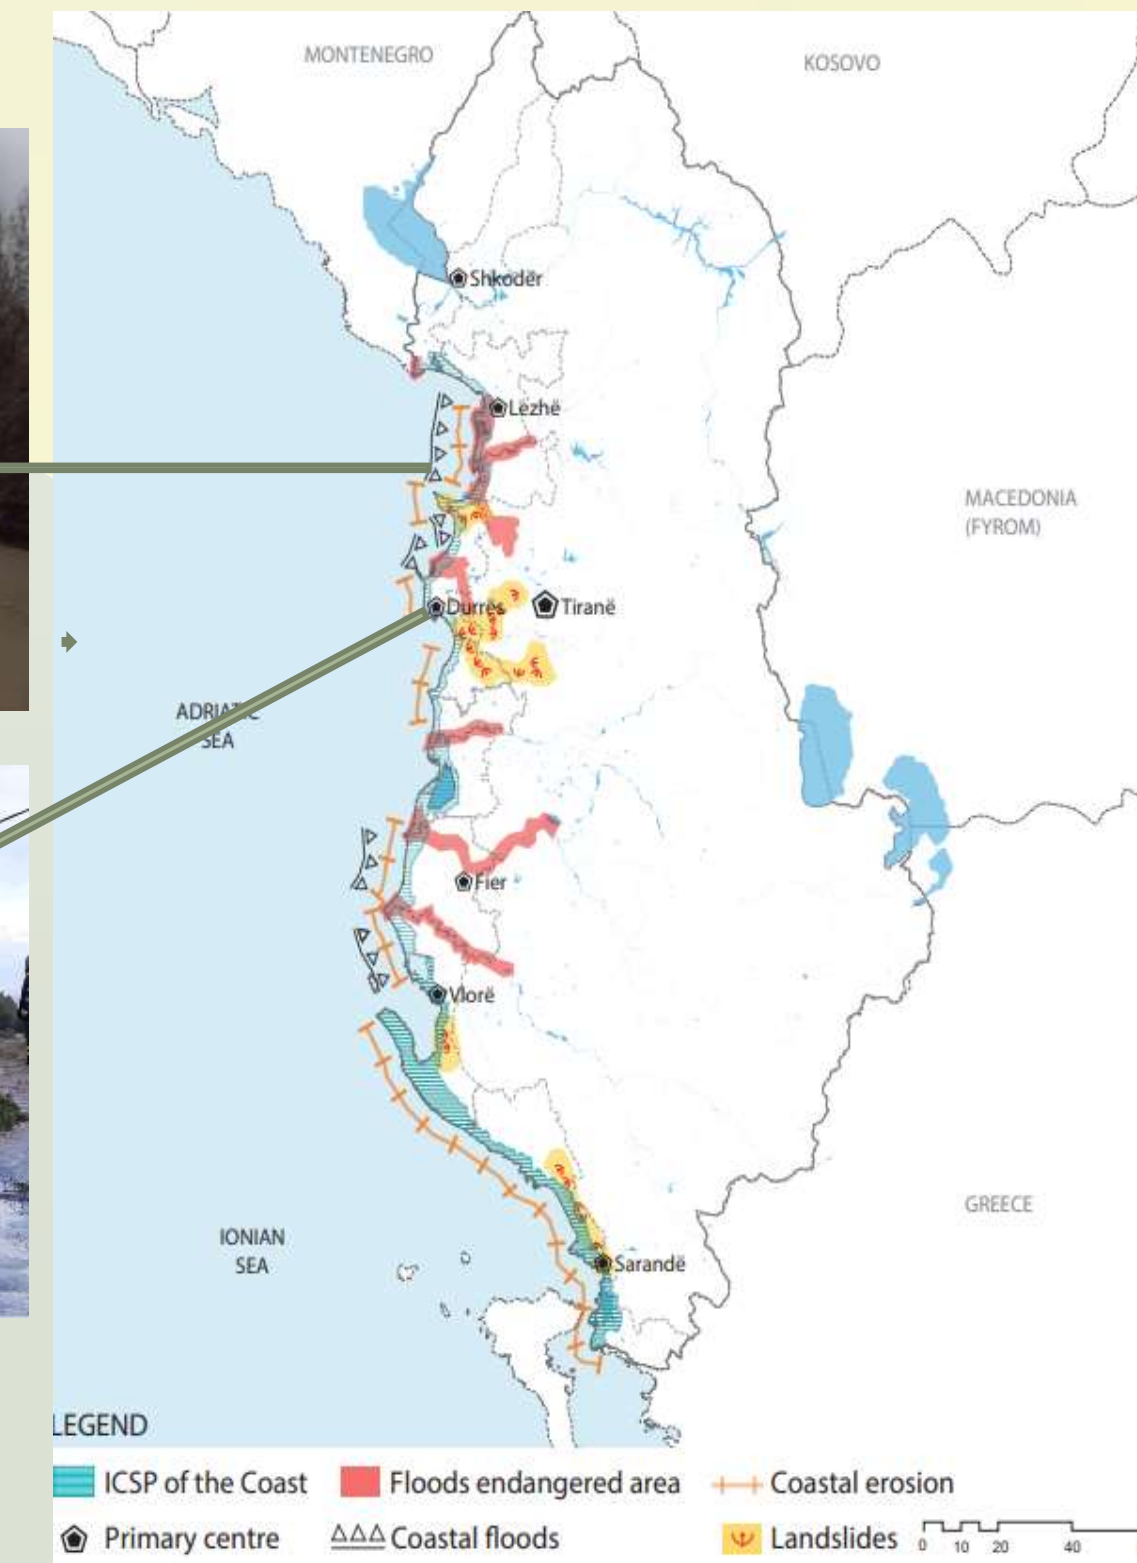 MONTENEGRO
KOSOVO
Shkodër
Lëzhë
MACEDONIA
(FYROM)
Durrës
Tiranë
ADRIATIC
SEA
Fier
Vlorë
GREECE
IONIAN
SEA
Sarandë
LEGEND
ICSP of the Coast
Floods endangered area
Coastal erosion
Primary centre
Coastal floods
Landslides
0 10 20 40